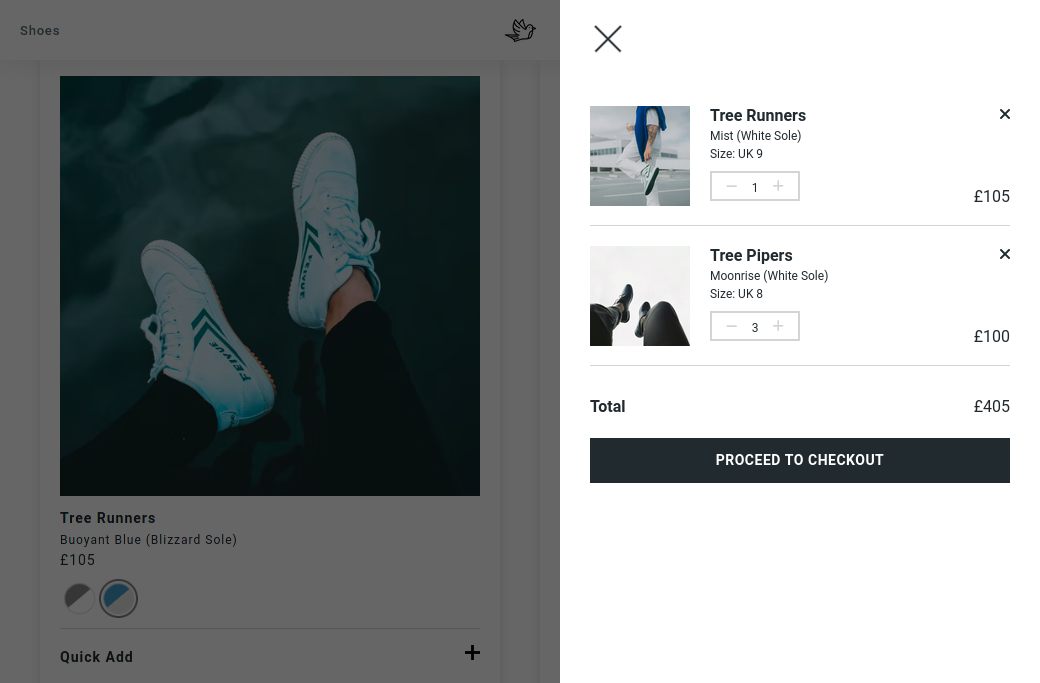 Shoes
FEIYUE
Tree Runners
Buoyant Blue (Blizzard Sole)
£105
Quick Add
Tree Runners
Mist (White Sole)
Size: UK 9
1
£105
Tree Pipers
Moonrise (White Sole)
Size: UK 8
3
£100
Total
£405
PROCEED TO CHECKOUT